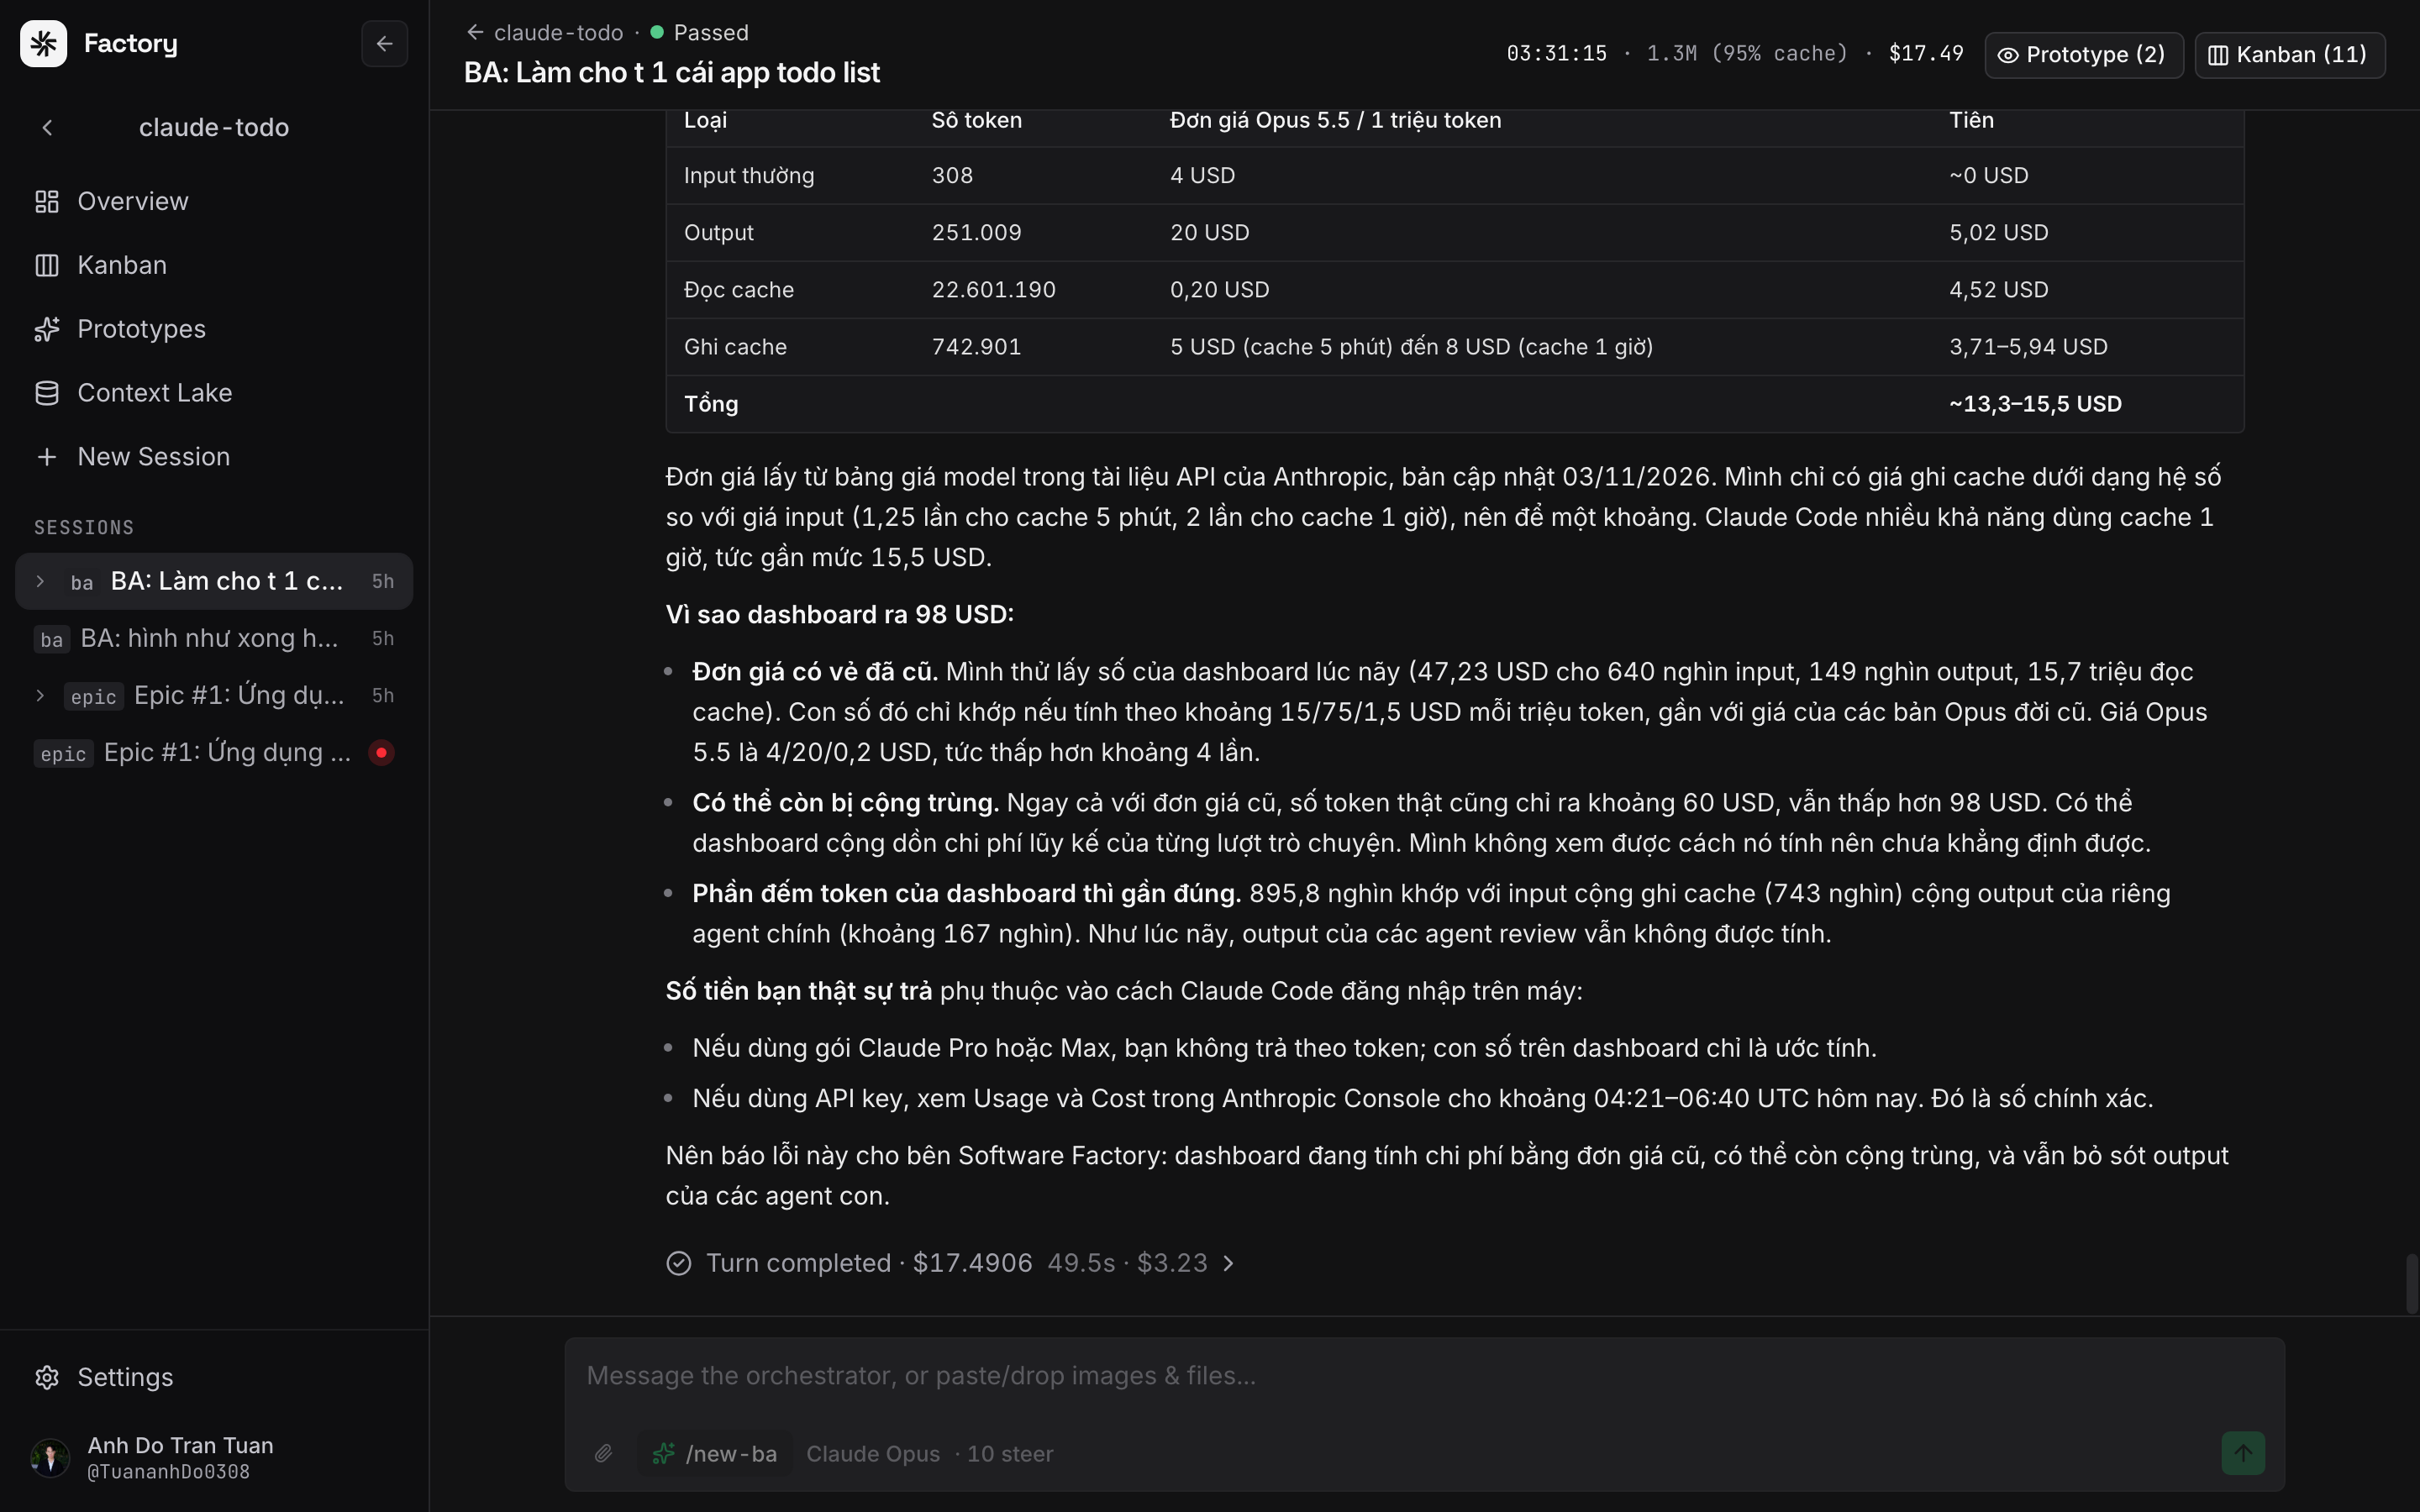 Factory
claude-todo
Overview
Kanban
Prototypes
Context Lake
New Session
SESSIONS
ba BA: Làm cho t 1 c... 5h
ba BA: hình như xong h... 5h
epic Epic #1: Ứng dụ... 5h
epic Epic #1: Ứng dụng ...
Settings
Anh Do Tran Tuan
@TuananhDo0308
claude-todo · Passed
BA: Làm cho t 1 cái app todo list
03:31:15 · 1.3M (95% cache) · $17.49
Prototype (2)
Kanban (11)
Loại Số token Đơn giá Opus 5.5 / 1 triệu token Tiền
Input thường 308 4 USD ~0 USD
Output 251.009 20 USD 5,02 USD
Đọc cache 22.601.190 0,20 USD 4,52 USD
Ghi cache 742.901 5 USD (cache 5 phút) đến 8 USD (cache 1 giờ) 3,71–5,94 USD
Tổng ~13,3–15,5 USD
Đơn giá lấy từ bảng giá model trong tài liệu API của Anthropic, bản cập nhật 03/11/2026. Mình chỉ có giá ghi cache dưới dạng hệ số
so với giá input (1,25 lần cho cache 5 phút, 2 lần cho cache 1 giờ), nên để một khoảng. Claude Code nhiều khả năng dùng cache 1
giờ, tức gần mức 15,5 USD.
Vì sao dashboard ra 98 USD:
• Đơn giá có vẻ đã cũ. Mình thử lấy số của dashboard lúc nãy (47,23 USD cho 640 nghìn input, 149 nghìn output, 15,7 triệu đọc
cache). Con số đó chỉ khớp nếu tính theo khoảng 15/75/1,5 USD mỗi triệu token, gần với giá của các bản Opus đời cũ. Giá Opus
5.5 là 4/20/0,2 USD, tức thấp hơn khoảng 4 lần.
• Có thể còn bị cộng trùng. Ngay cả với đơn giá cũ, số token thật cũng chỉ ra khoảng 60 USD, vẫn thấp hơn 98 USD. Có thể
dashboard cộng dồn chi phí lũy kế của từng lượt trò chuyện. Mình không xem được cách nó tính nên chưa khẳng định được.
• Phần đếm token của dashboard thì gần đúng. 895,8 nghìn khớp với input cộng ghi cache (743 nghìn) cộng output của riêng
agent chính (khoảng 167 nghìn). Như lúc nãy, output của các agent review vẫn không được tính.
Số tiền bạn thật sự trả phụ thuộc vào cách Claude Code đăng nhập trên máy:
• Nếu dùng gói Claude Pro hoặc Max, bạn không trả theo token; con số trên dashboard chỉ là ước tính.
• Nếu dùng API key, xem Usage và Cost trong Anthropic Console cho khoảng 04:21–06:40 UTC hôm nay. Đó là số chính xác.
Nên báo lỗi này cho bên Software Factory: dashboard đang tính chi phí bằng đơn giá cũ, có thể còn cộng trùng, và vẫn bỏ sót output
của các agent con.
Turn completed · $17.4906 49.5s · $3.23
Message the orchestrator, or paste/drop images & files...
/new-ba Claude Opus · 10 steer